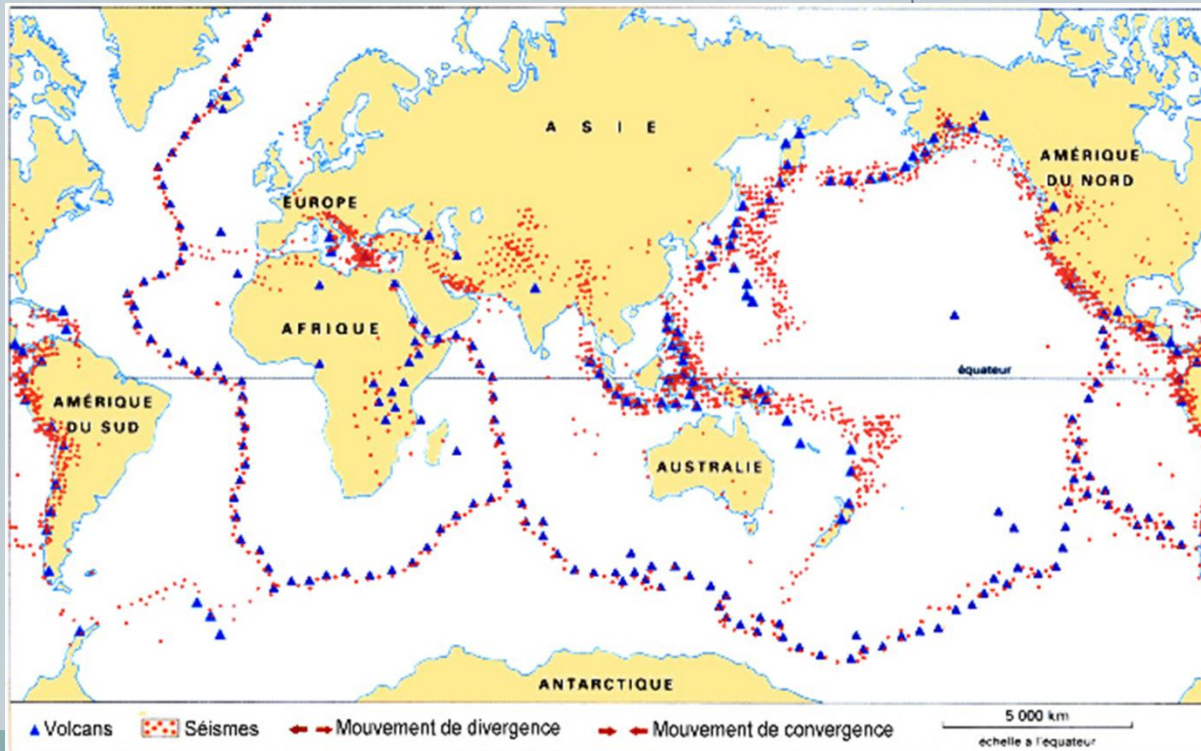 A S I E
AMÉRIQUE
DU NORD
EUROPE
AFRIQUE
équateur
AMÉRIQUE
DU SUD
AUSTRALIE
ANTARCTIQUE
Volcans
Séismes
Mouvement de divergence
Mouvement de convergence
5 000 km
échelle a l'équateur